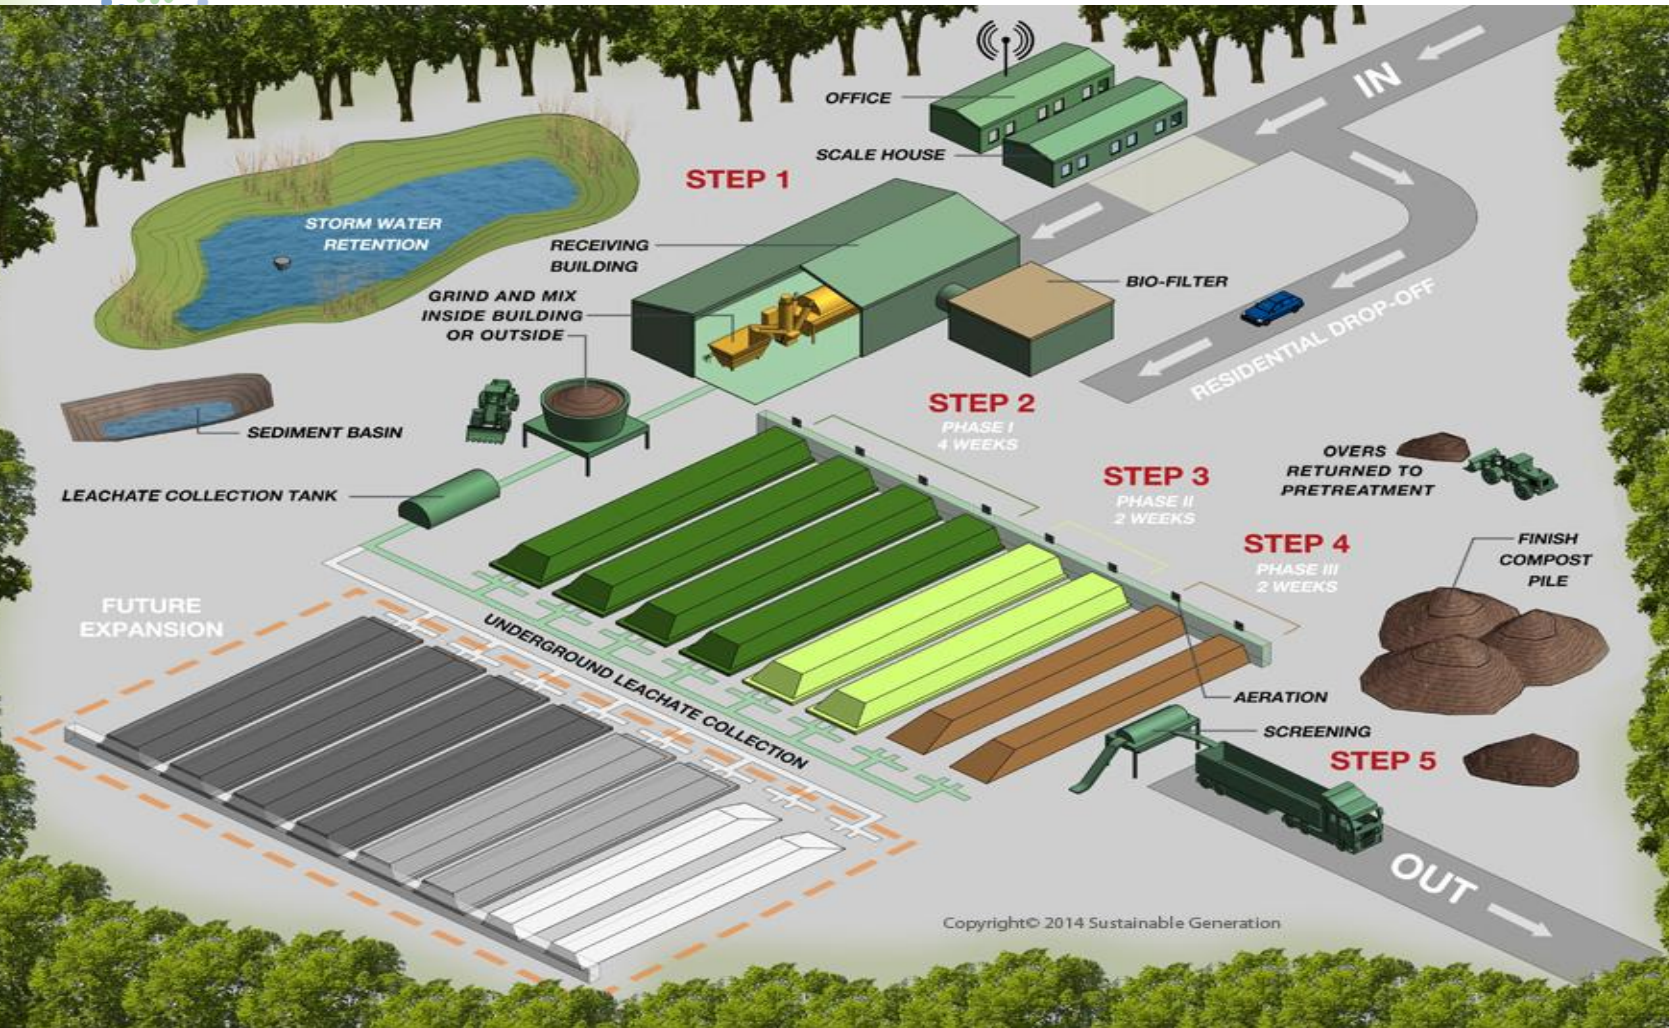 IN
OFFICE
SCALE HOUSE
STEP 1
STORM WATER
RETENTION
RECEIVING
BUILDING
GRIND AND MIX
INSIDE BUILDING
OR OUTSIDE
BIO-FILTER
RESIDENTIAL DROP-OFF
SEDIMENT BASIN
LEACHATE COLLECTION TANK
STEP 2
PHASE I
4 WEEKS
STEP 3
PHASE II
2 WEEKS
OVERS
RETURNED TO
PRETREATMENT
STEP 4
PHASE III
2 WEEKS
FINISH
COMPOST
PILE
FUTURE
EXPANSION
UNDERGROUND LEACHATE COLLECTION
AERATION
SCREENING
STEP 5
OUT
Copyright© 2014 Sustainable Generation